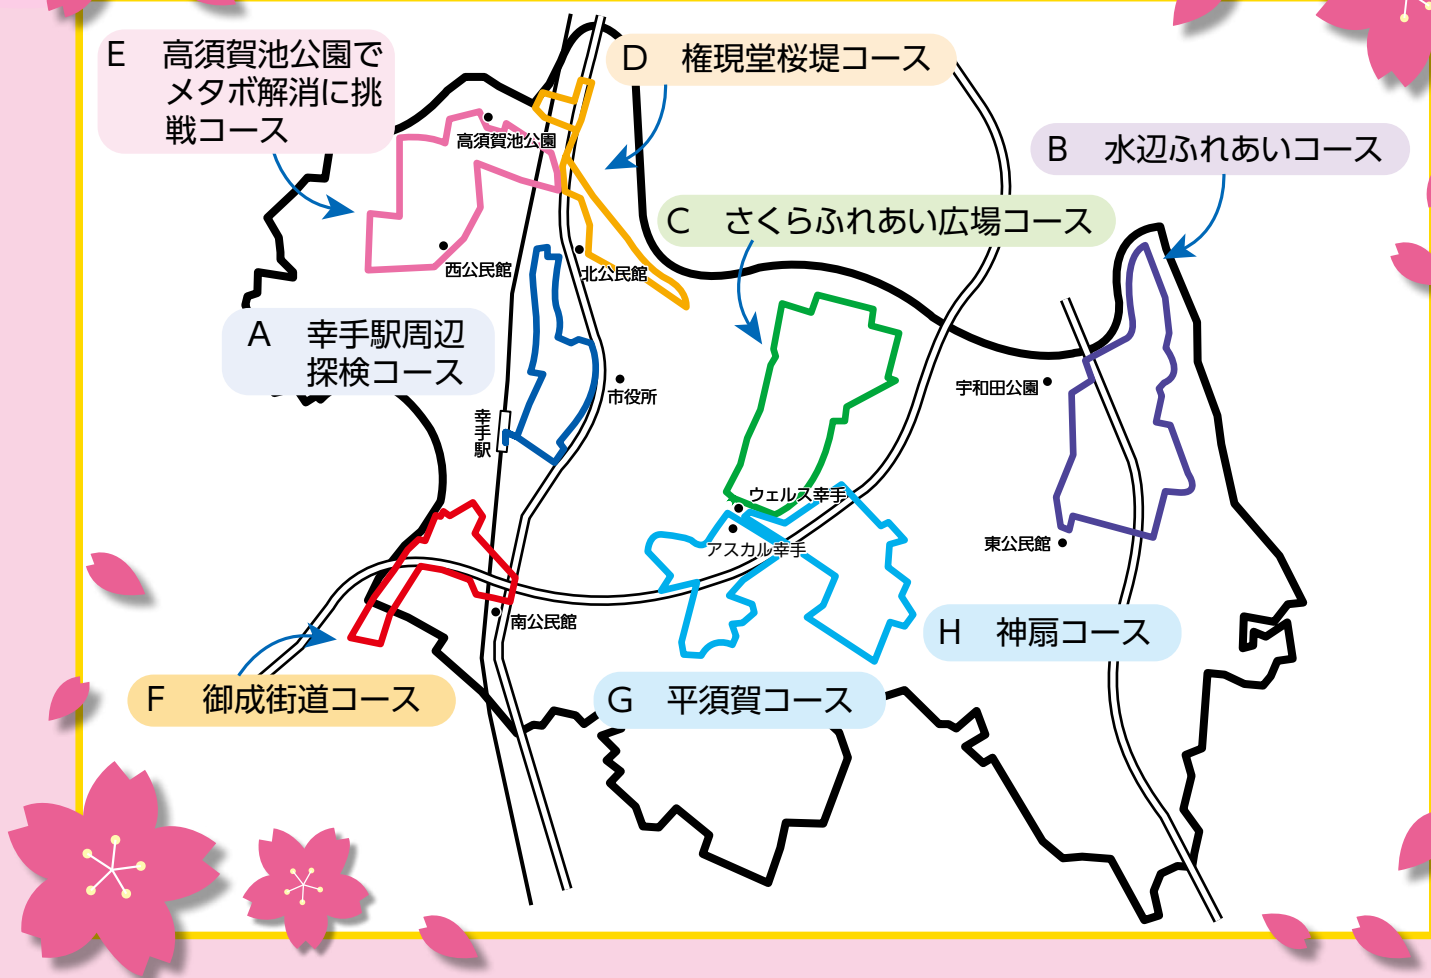 E 高須賀池公園で
メタボ解消に挑
戦コース
D 権現堂桜堤コース
B 水辺ふれあいコース
高須賀池公園
C さくらふれあい広場コース
西公民館
北公民館
A 幸手駅周辺
探検コース
市役所
宇和田公園
幸手駅
ウェルス幸手
アスカル幸手
東公民館
南公民館
H 神扇コース
F 御成街道コース
G 平須賀コース